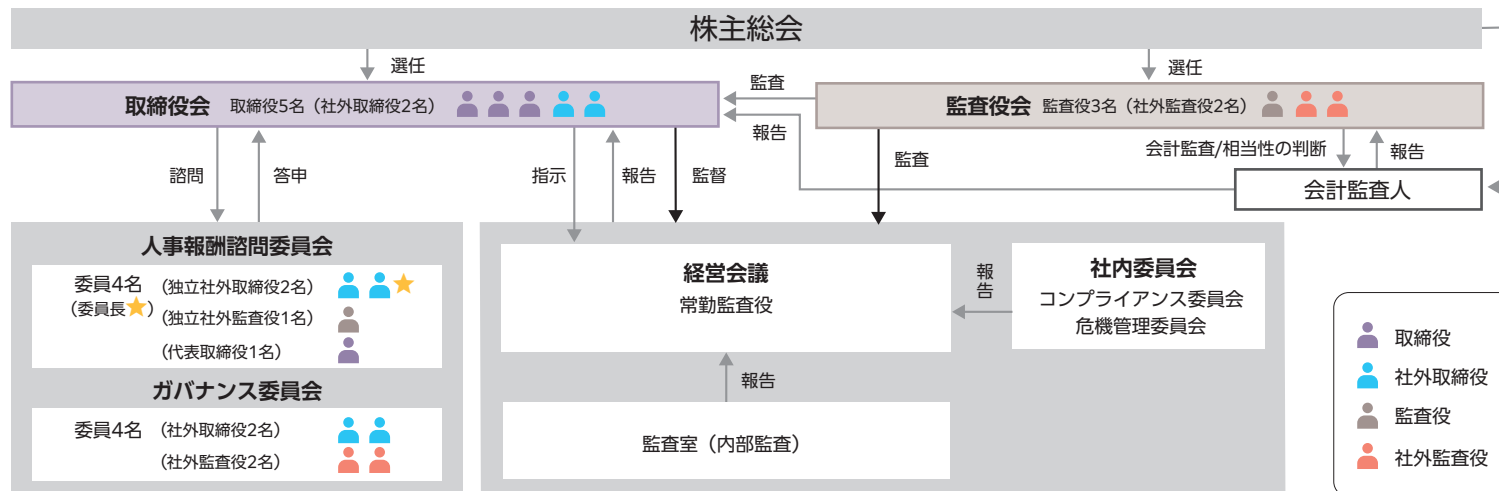 株主総会
選任
選任
取締役会 取締役5名（社外取締役2名）
監査
報告
監査役会 監査役3名（社外監査役2名）
諮問
答申
指示
報告
監督
監査
会計監査/相当性の判断
報告
会計監査人
人事報酬諮問委員会
委員4名 （独立社外取締役2名）
（委員長★） （独立社外監査役1名）
（代表取締役1名）
ガバナンス委員会
委員4名 （社外取締役2名）
（社外監査役2名）
経営会議
常勤監査役
報告
社内委員会
コンプライアンス委員会
危機管理委員会
報告
監査室（内部監査）
取締役
社外取締役
監査役
社外監査役